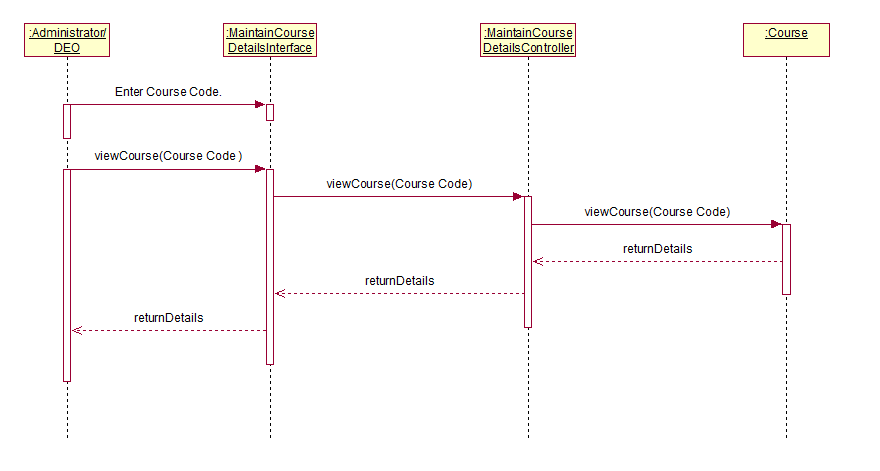 :Administrator/
DEO
:MaintainCourse
DetailsInterface
:MaintainCourse
DetailsController
:Course
Enter Course Code.
viewCourse(Course Code )
viewCourse(Course Code)
viewCourse(Course Code)
returnDetails
returnDetails
returnDetails